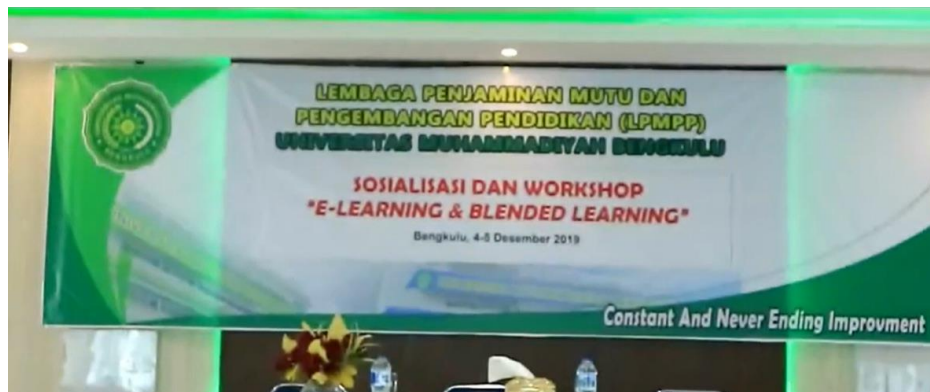 LEMBAGA PENJAMINAN MUTU DAN
PENGEMBANGAN PENDIDIKAN (LPMPP)
UNIVERSITAS MUHAMMADIYAH BENGKULU
SOSIALISASI DAN WORKSHOP
"E-LEARNING & BLENDED LEARNING"
Bengkulu, 4-5 Desember 2019
Constant And Never Ending Improvment